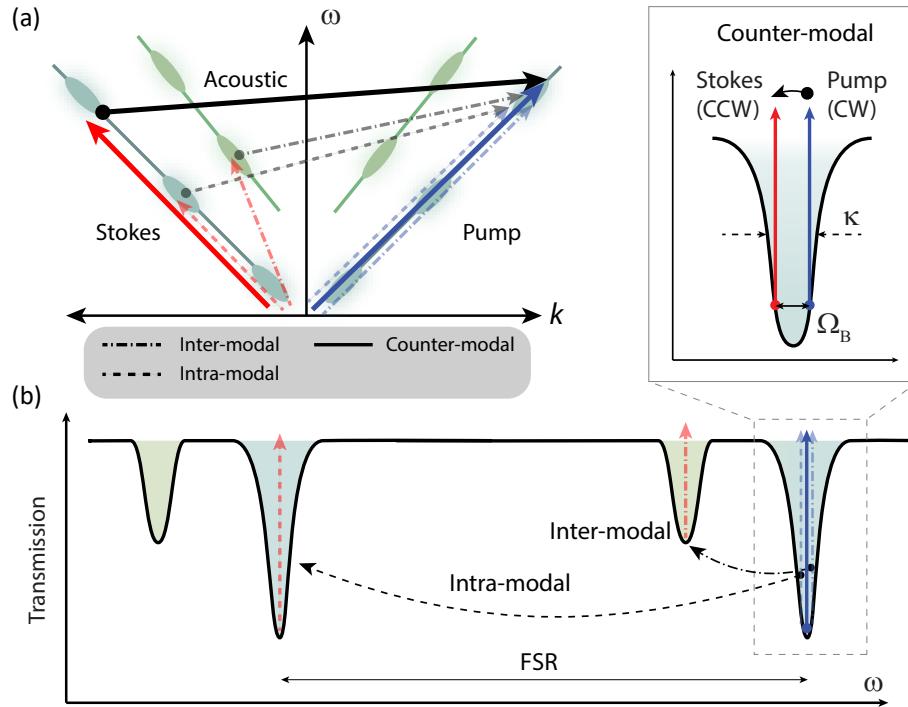 (a)
ω
Acoustic
Stokes
Pump
k
Inter-modal
Counter-modal
Intra-modal
Counter-modal
Stokes
(CCW)
Pump
(CW)
κ
Ω_B
(b)
Transmission
Inter-modal
Intra-modal
FSR
ω